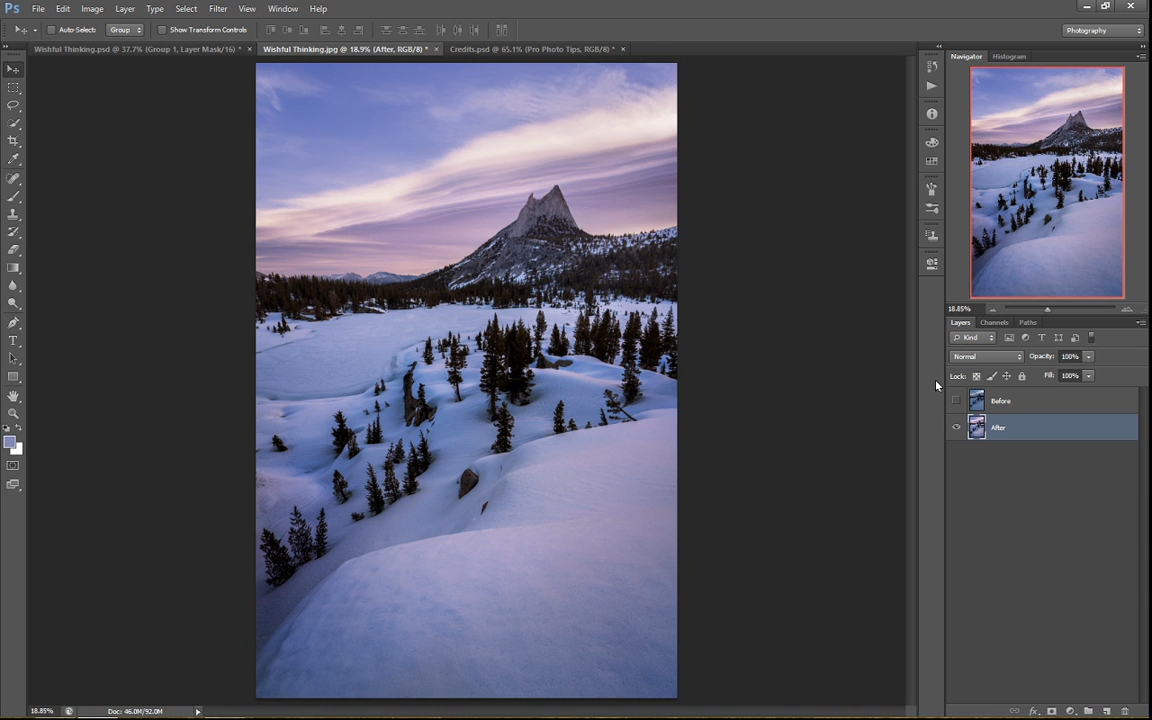 Ps File Edit Image Layer Type Select Filter View Window Help
Auto-Select: Group Show Transform Controls Photography
Wishful Thinking.psd @ 37.7% (Group 1, Layer Mask/16) * × Wishful Thinking.jpg @ 18.9% (After, RGB/8) * × Credits.psd @ 65.1% (Pro Photo Tips, RGB/8) * ×
Navigator Histogram
18.85%
Layers Channels Paths
Kind
Normal Opacity: 100%
Lock: Fill: 100%
Before
After
18.85% Doc: 46.0M/92.0M